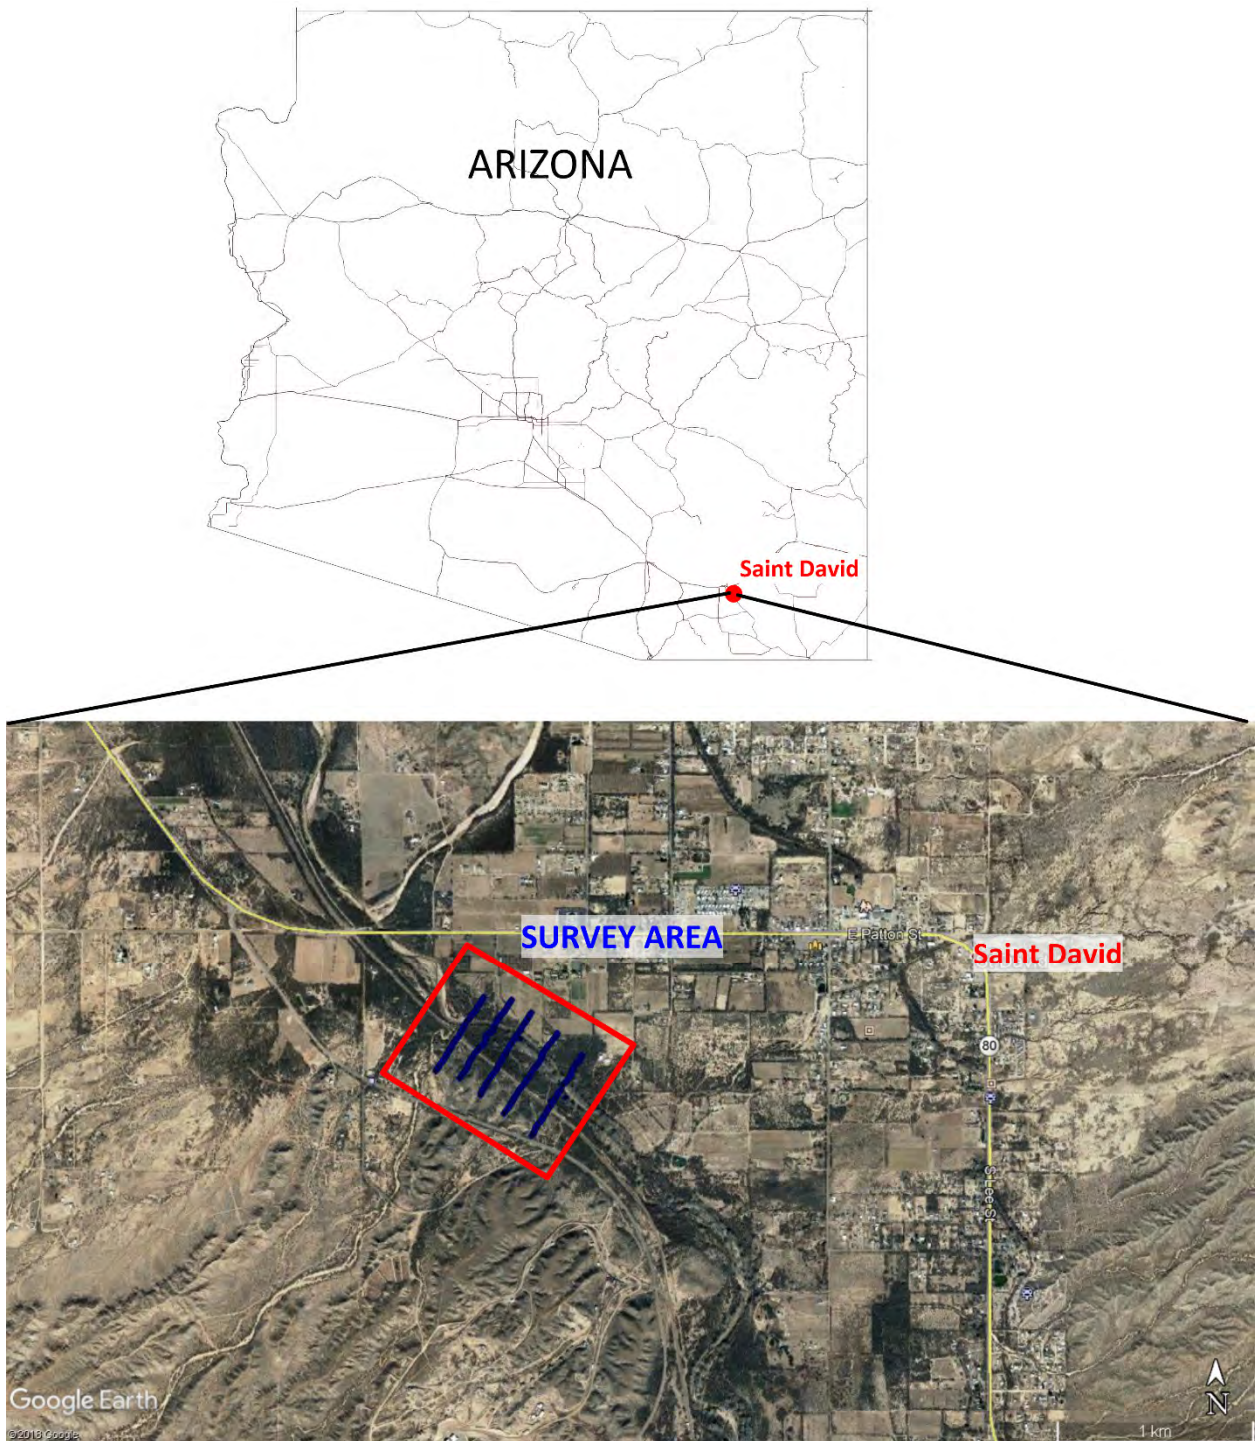 ARIZONA
Saint David
SURVEY AREA
E Patton St
Saint David
80
S Lee St
Google Earth
©2018 Google
N
1 km